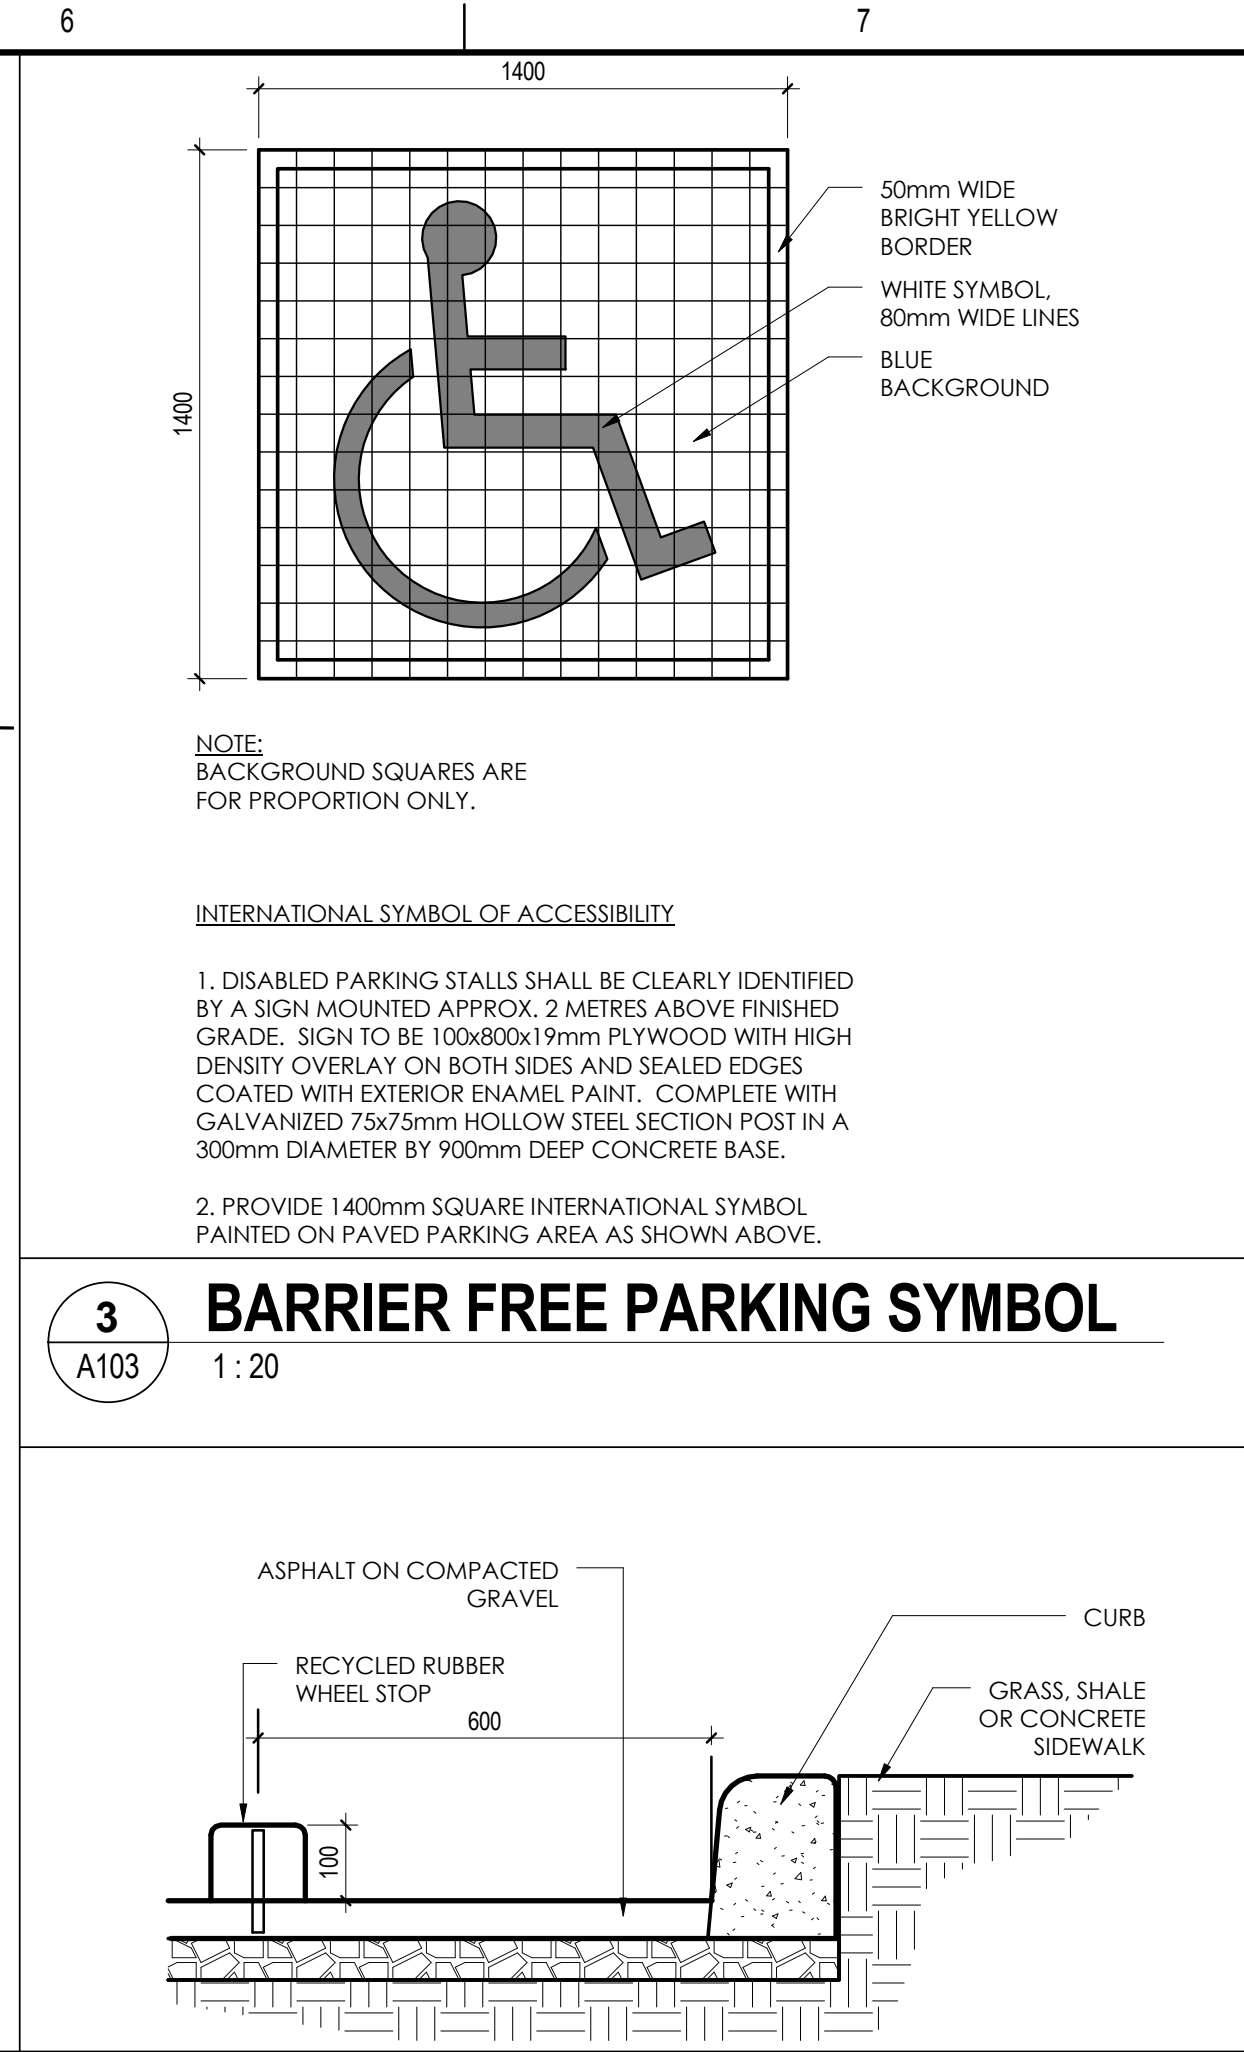 6
7
1400
1400
50mm WIDE
BRIGHT YELLOW
BORDER
WHITE SYMBOL,
80mm WIDE LINES
BLUE
BACKGROUND
NOTE:
BACKGROUND SQUARES ARE
FOR PROPORTION ONLY.
INTERNATIONAL SYMBOL OF ACCESSIBILITY
1. DISABLED PARKING STALLS SHALL BE CLEARLY IDENTIFIED
BY A SIGN MOUNTED APPROX. 2 METRES ABOVE FINISHED
GRADE. SIGN TO BE 100x800x19mm PLYWOOD WITH HIGH
DENSITY OVERLAY ON BOTH SIDES AND SEALED EDGES
COATED WITH EXTERIOR ENAMEL PAINT. COMPLETE WITH
GALVANIZED 75x75mm HOLLOW STEEL SECTION POST IN A
300mm DIAMETER BY 900mm DEEP CONCRETE BASE.
2. PROVIDE 1400mm SQUARE INTERNATIONAL SYMBOL
PAINTED ON PAVED PARKING AREA AS SHOWN ABOVE.
3
A103
BARRIER FREE PARKING SYMBOL
1 : 20
ASPHALT ON COMPACTED
GRAVEL
CURB
RECYCLED RUBBER
WHEEL STOP
GRASS, SHALE
OR CONCRETE
SIDEWALK
600
100